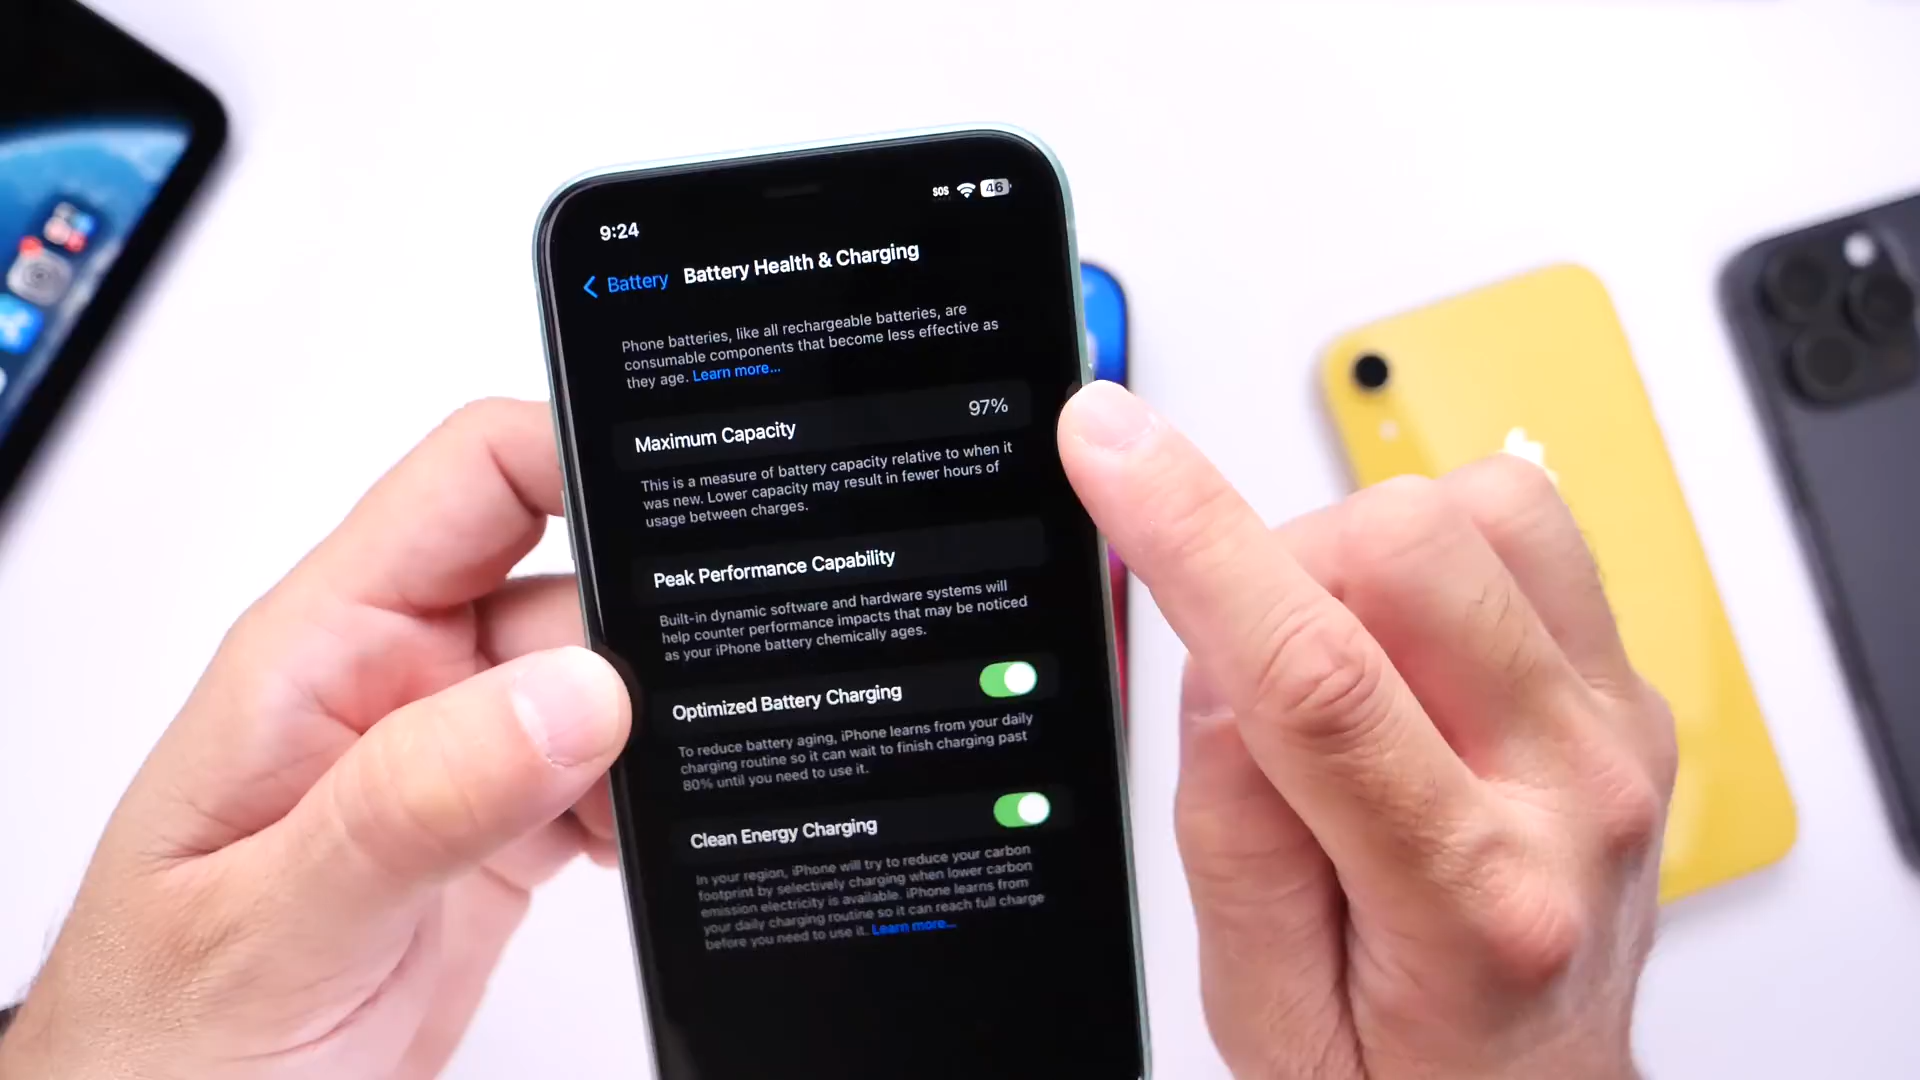 9:24
SOS
46
Battery
Battery Health & Charging
Phone batteries, like all rechargeable batteries, are
consumable components that become less effective as
they age. Learn more...
Maximum Capacity
97%
This is a measure of battery capacity relative to when it
was new. Lower capacity may result in fewer hours of
usage between charges.
Peak Performance Capability
Built-in dynamic software and hardware systems will
help counter performance impacts that may be noticed
as your iPhone battery chemically ages.
Optimized Battery Charging
To reduce battery aging, iPhone learns from your daily
charging routine so it can wait to finish charging past
80% until you need to use it.
Clean Energy Charging
In your region, iPhone will try to reduce your carbon
footprint by selectively charging when lower carbon
emission electricity is available. iPhone learns from
your daily charging routine so it can reach full charge
before you need to use it. Learn more...